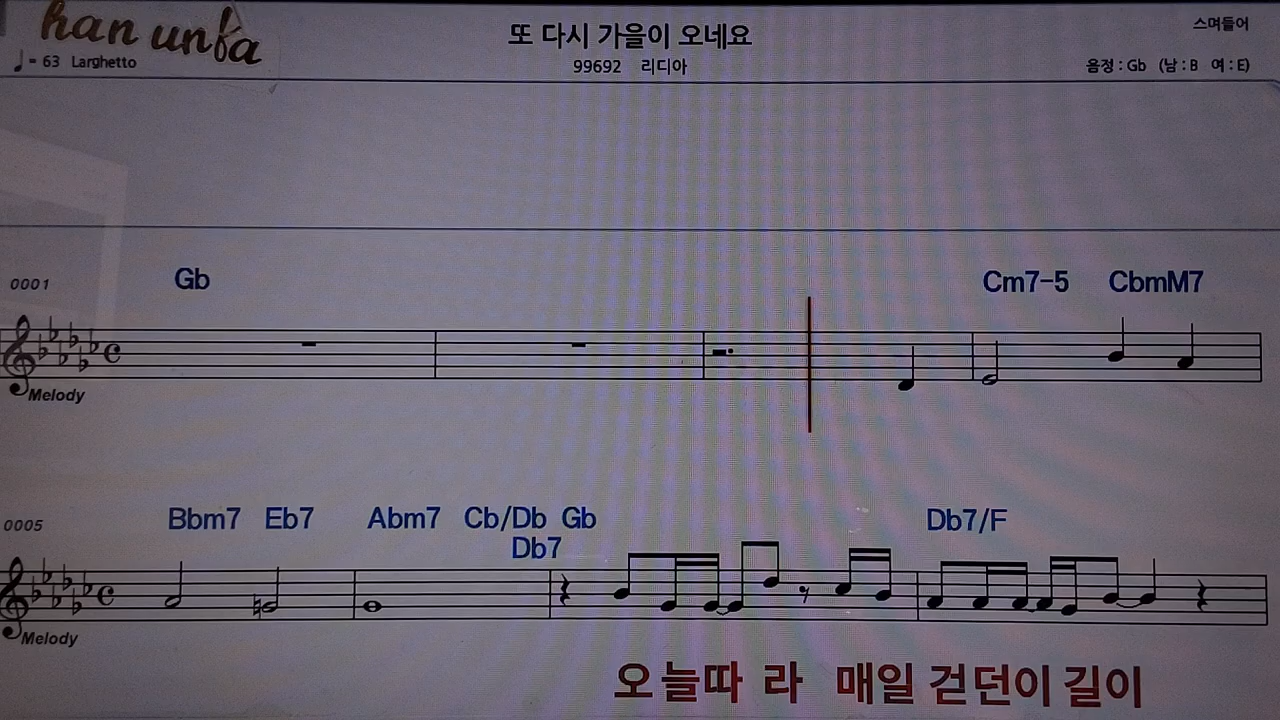 han unba
또 다시 가을이 오네요
스며들어
♩= 63 Larghetto
99692 리디아
음정 : Gb (남 : B 여 : E)
0001
Gb Cm7-5 CbmM7
Melody
0005
Bbm7 Eb7 Abm7 Cb/Db Gb Db7/F
Db7
Melody
오 늘따 라 매일 걷던이 길이